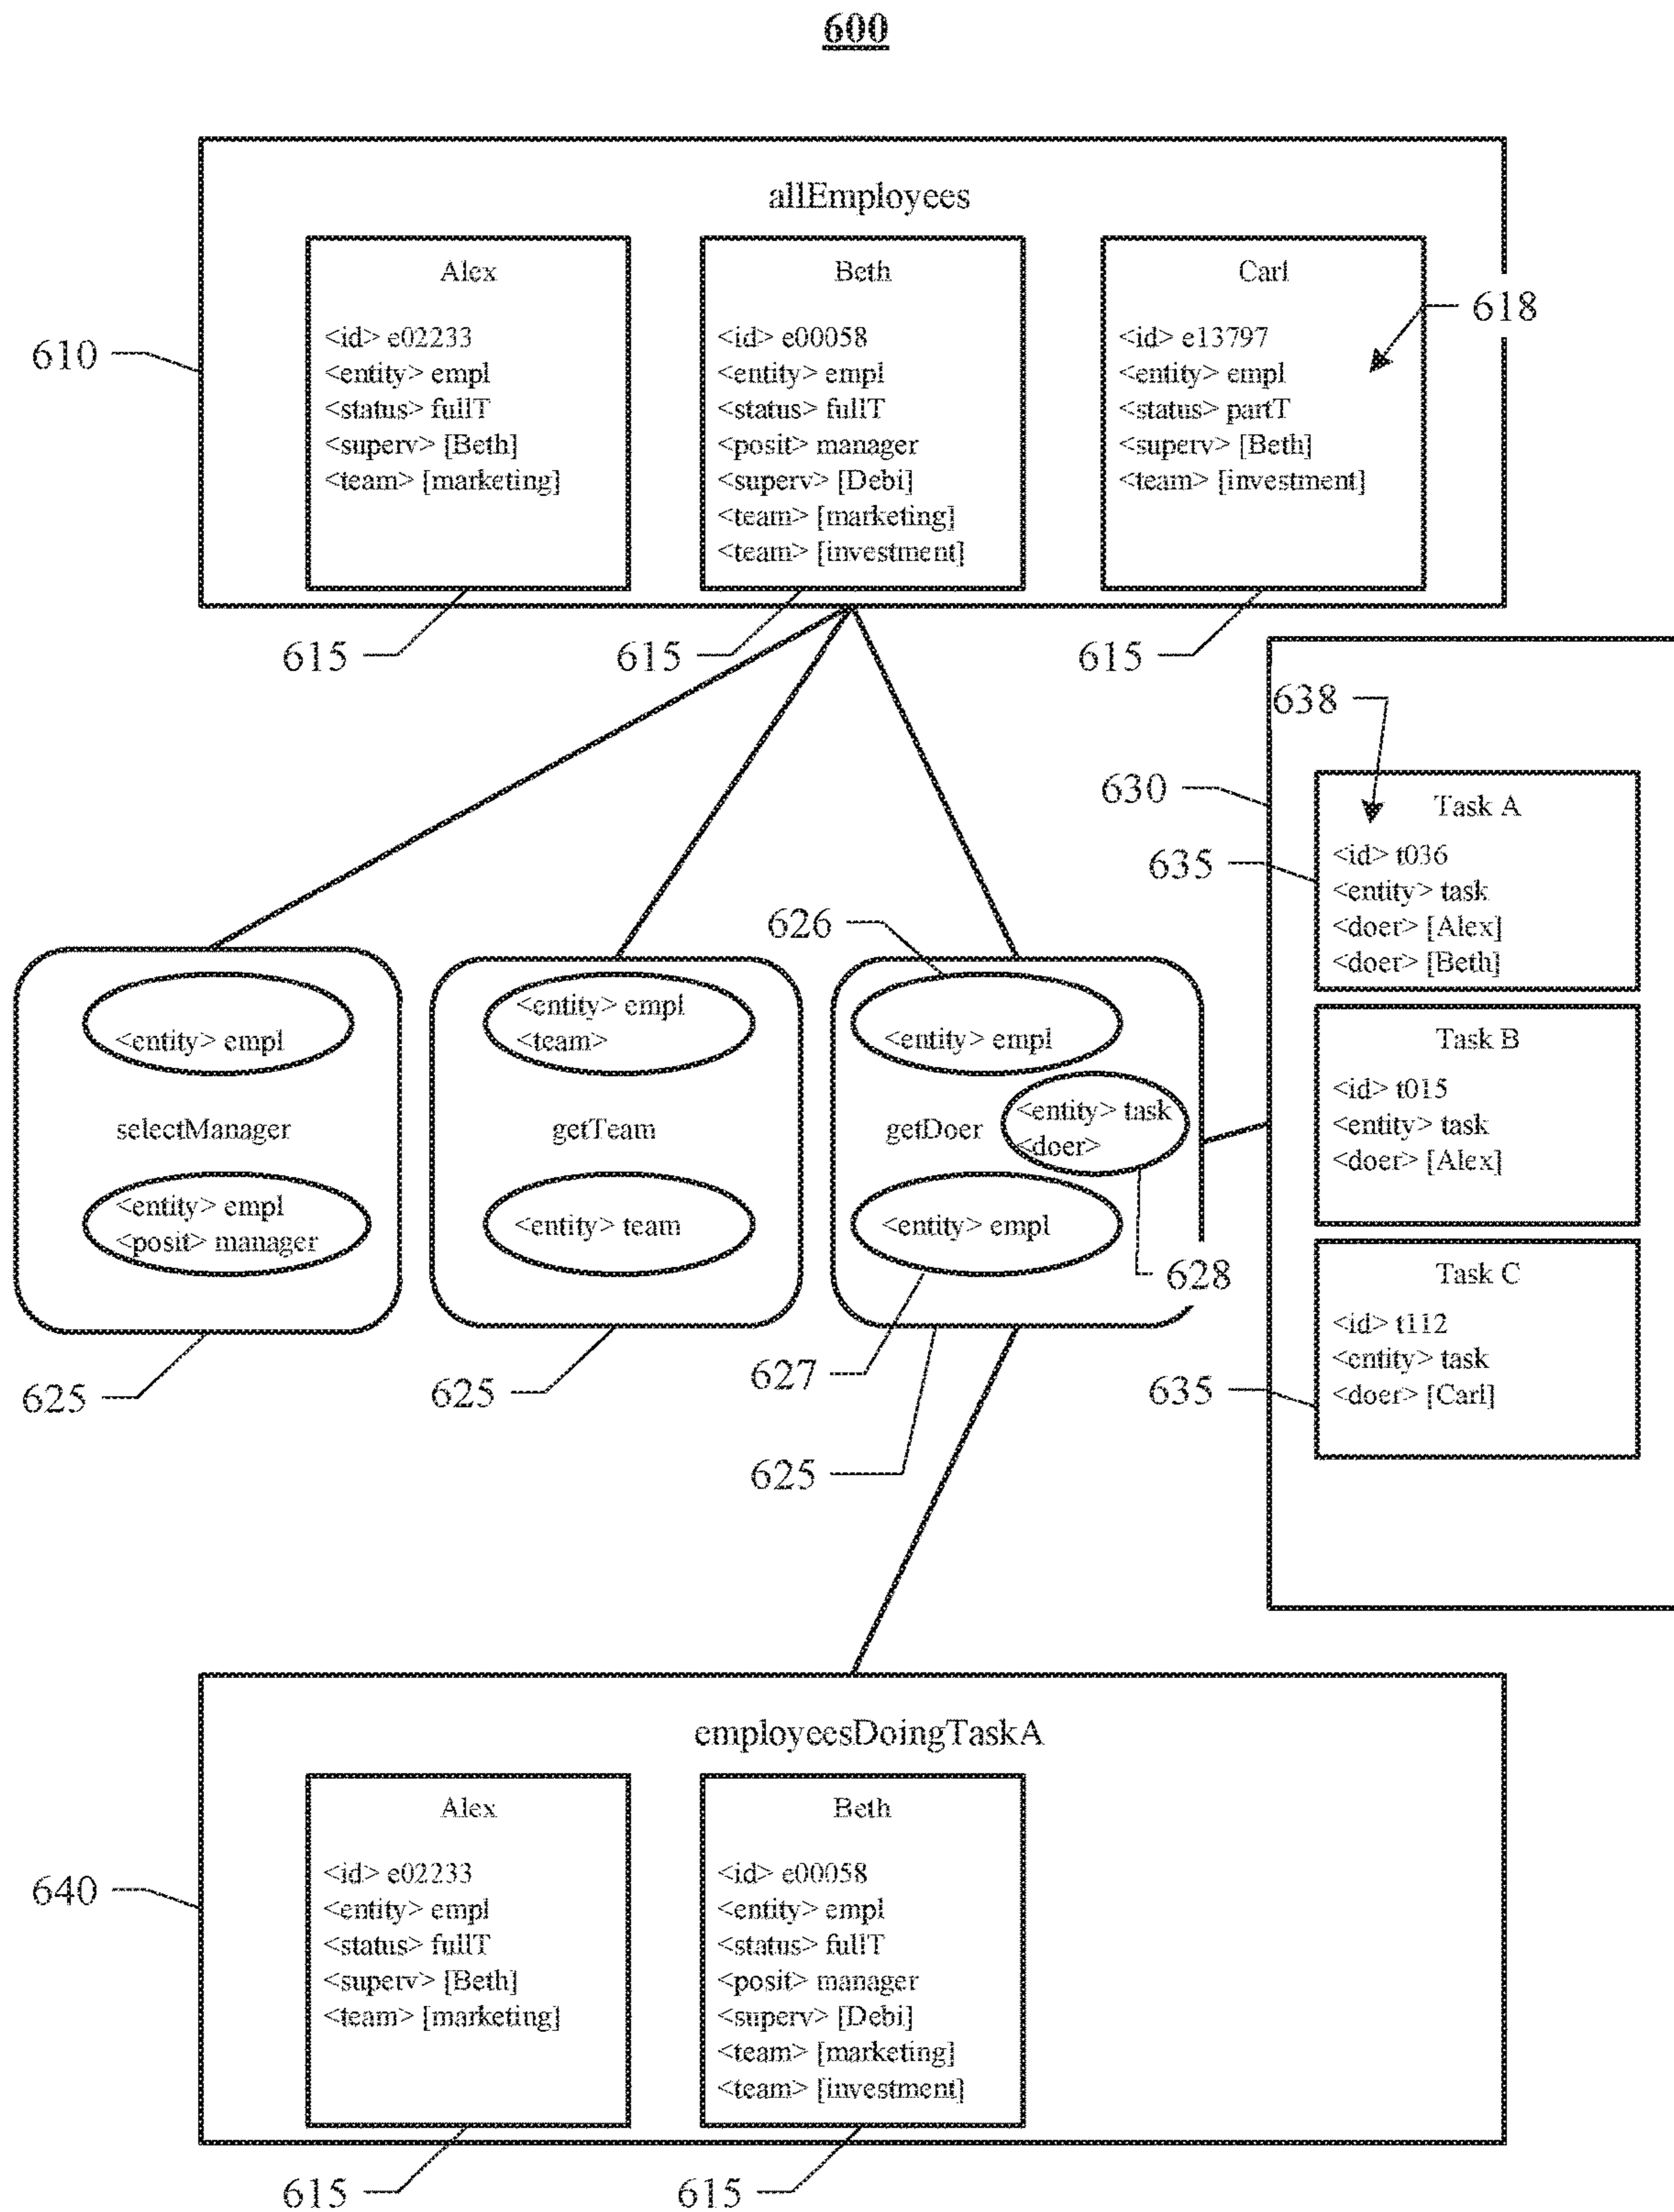 600
allEmployees
Alex
<id> e02233
<entity> empl
<status> fullT
<superv> [Beth]
<team> [marketing]
Beth
<id> e00058
<entity> empl
<status> fullT
<posit> manager
<superv> [Debi]
<team> [marketing]
<team> [investment]
Carl
<id> e13797
<entity> empl
<status> partT
<superv> [Beth]
<team> [investment]
618
610
615
615
615
638
630
635
Task A
<id> t036
<entity> task
<doer> [Alex]
<doer> [Beth]
Task B
<id> t015
<entity> task
<doer> [Alex]
Task C
<id> t112
<entity> task
<doer> [Carl]
635
626
<entity> empl
selectManager
<entity> empl
<posit> manager
625
<entity> empl
<team>
getTeam
<entity> team
625
<entity> empl
getDoer
<entity> task
<doer>
<entity> empl
628
627
625
employeesDoingTaskA
Alex
<id> e02233
<entity> empl
<status> fullT
<superv> [Beth]
<team> [marketing]
Beth
<id> e00058
<entity> empl
<status> fullT
<posit> manager
<superv> [Debi]
<team> [marketing]
<team> [investment]
640
615
615